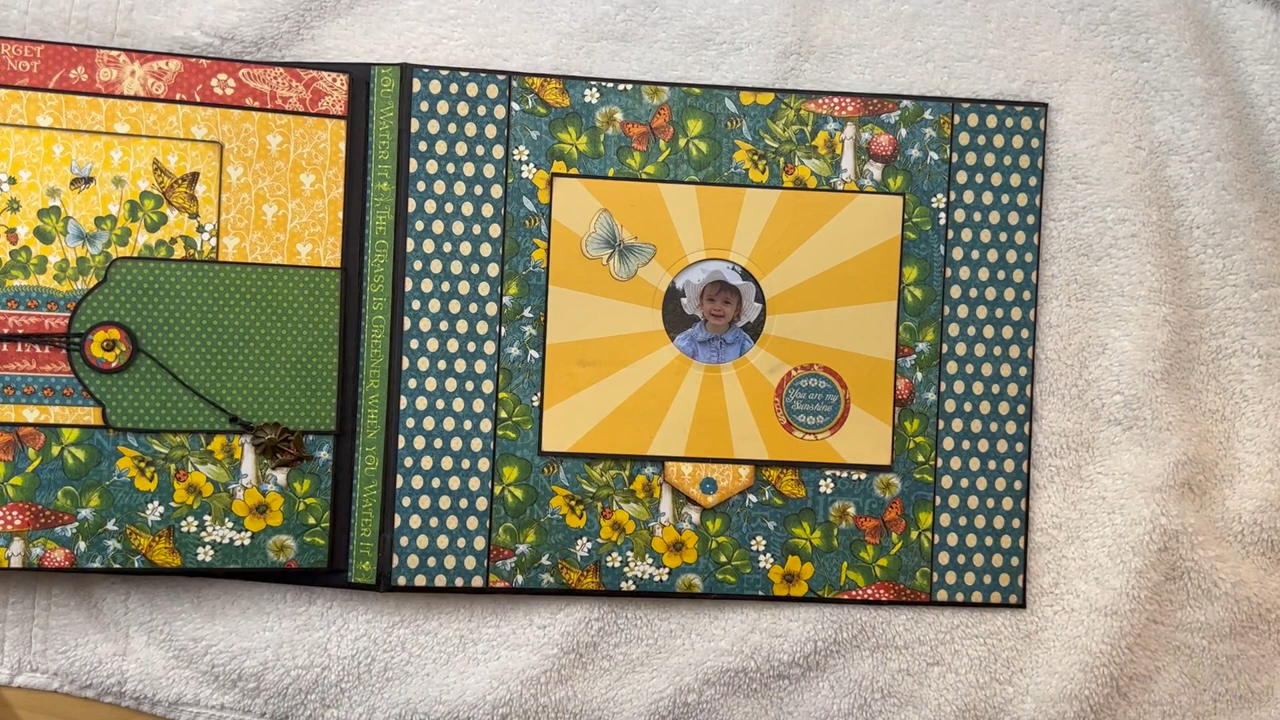 RGET
NOT
YOU WATER IT THE GRASS IS GREENER WHEN YOU WATER IT
You are my
Sunshine